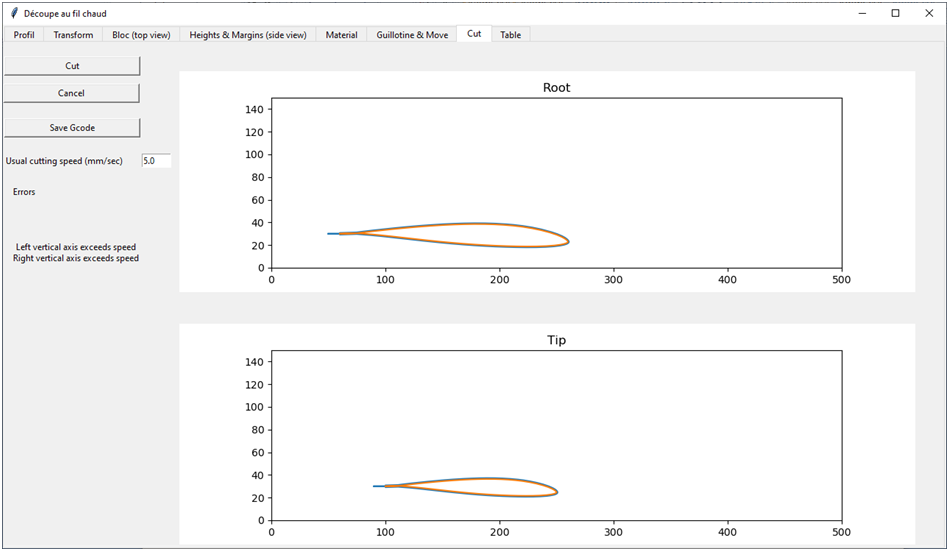 Découpe au fil chaud
Profil Transform Bloc (top view) Heights & Margins (side view) Material Guillotine & Move Cut Table
Cut
Cancel
Save Gcode
Usual cutting speed (mm/sec) 5.0
Errors
Left vertical axis exceeds speed
Right vertical axis exceeds speed
Root
140
120
100
80
60
40
20
0
0 100 200 300 400 500
Tip
140
120
100
80
60
40
20
0
0 100 200 300 400 500